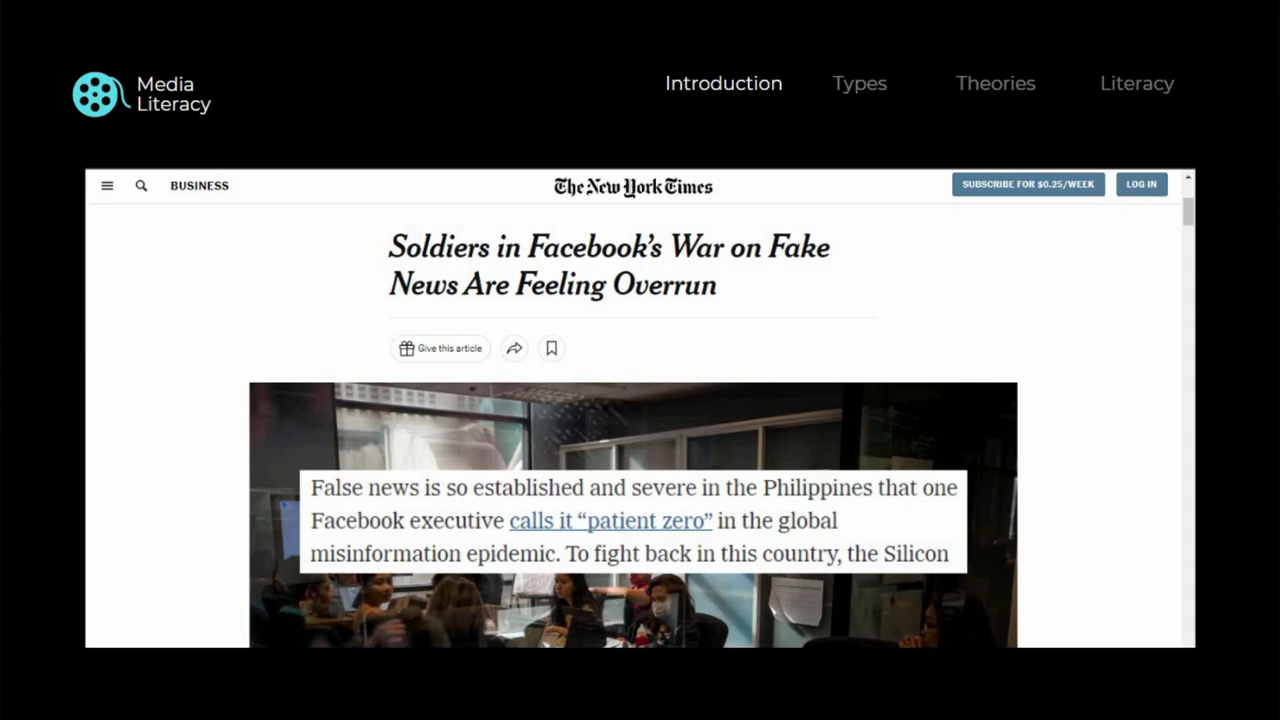 Media
Literacy
Introduction Types Theories Literacy
BUSINESS
The New York Times
SUBSCRIBE FOR $0.25/WEEK
LOG IN
Soldiers in Facebook's War on Fake
News Are Feeling Overrun
Give this article
False news is so established and severe in the Philippines that one
Facebook executive calls it “patient zero” in the global
misinformation epidemic. To fight back in this country, the Silicon